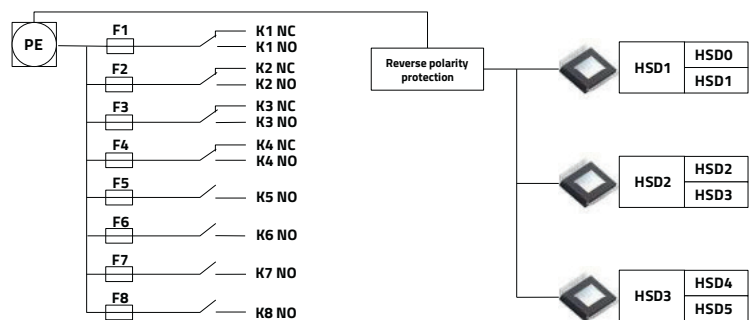 PE
F1
K1 NC
K1 NO
F2
K2 NC
K2 NO
F3
K3 NC
K3 NO
F4
K4 NC
K4 NO
F5
K5 NO
F6
K6 NO
F7
K7 NO
F8
K8 NO
Reverse polarity
protection
HSD1
HSD0
HSD1
HSD2
HSD2
HSD3
HSD3
HSD4
HSD5